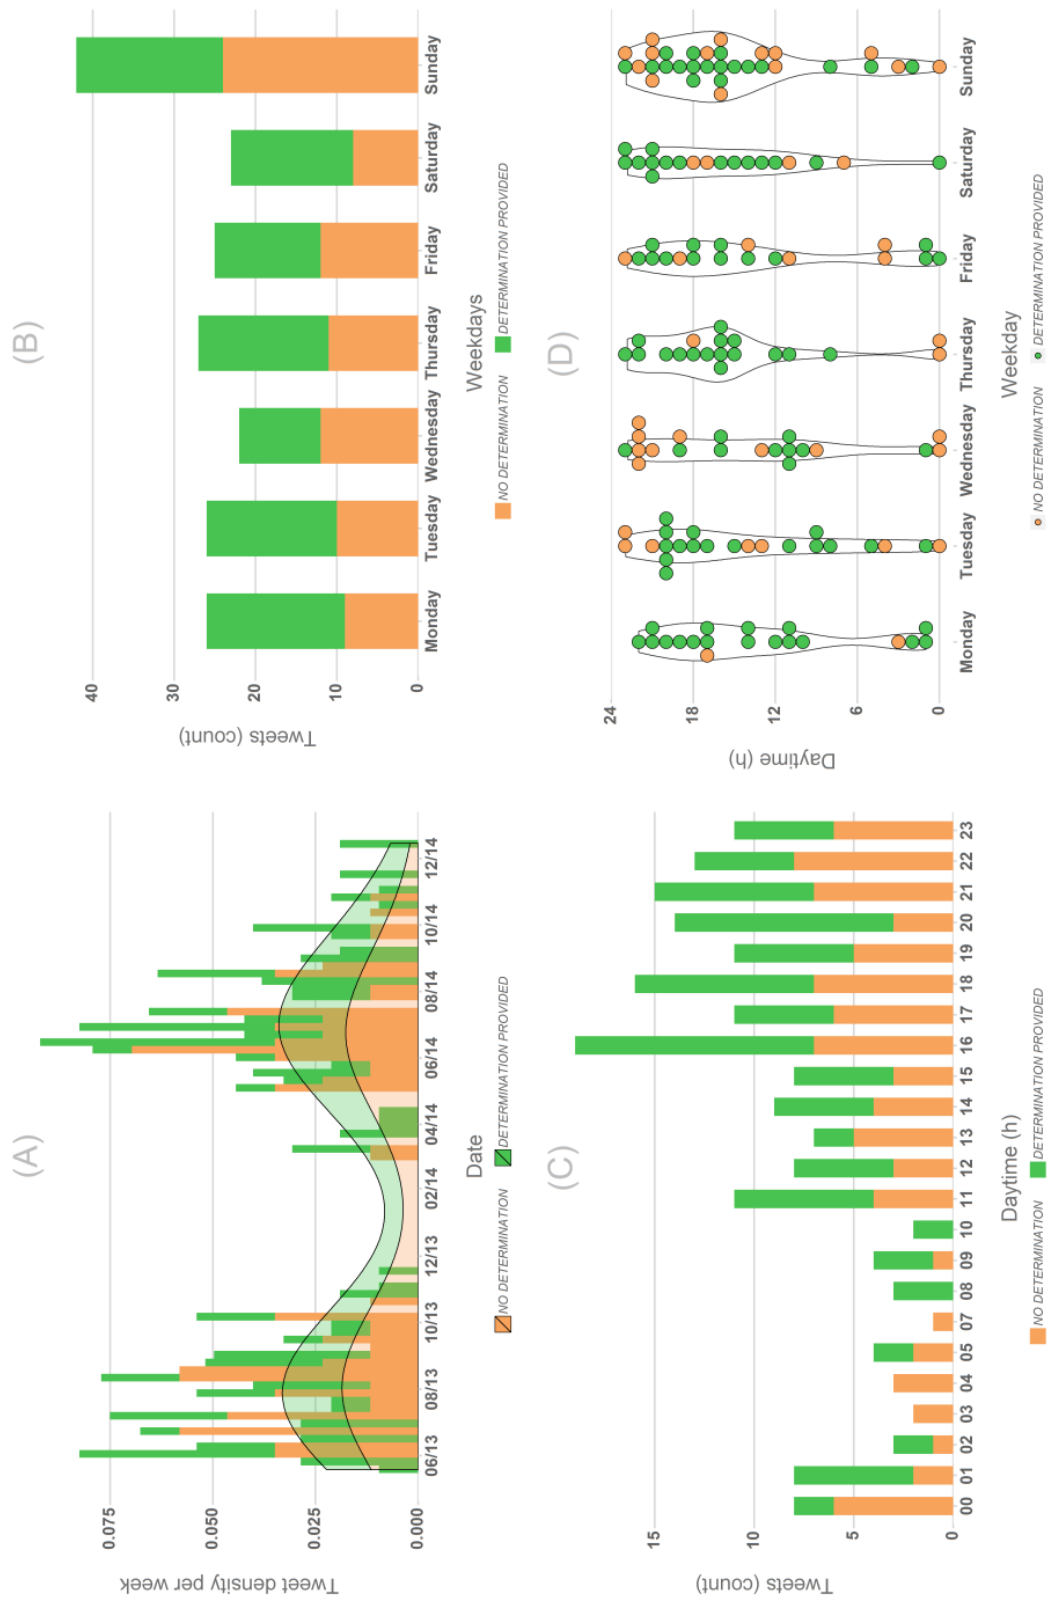 (A)
Tweet density per week
0.075
0.050
0.025
0.000
06/13 08/13 10/13 12/13 02/14 04/14 06/14 08/14 10/14 12/14
Date
NO DETERMINATION DETERMINATION PROVIDED
(B)
Tweets (count)
40
30
20
10
0
Monday Tuesday Wednesday Thursday Friday Saturday Sunday
Weekdays
NO DETERMINATION DETERMINATION PROVIDED
(C)
Tweets (count)
15
10
5
0
00 01 02 03 04 05 07 08 09 10 11 12 13 14 15 16 17 18 19 20 21 22 23
Daytime (h)
NO DETERMINATION DETERMINATION PROVIDED
(D)
Daytime (h)
24
18
12
6
0
Monday Tuesday Wednesday Thursday Friday Saturday Sunday
Weekday
NO DETERMINATION DETERMINATION PROVIDED